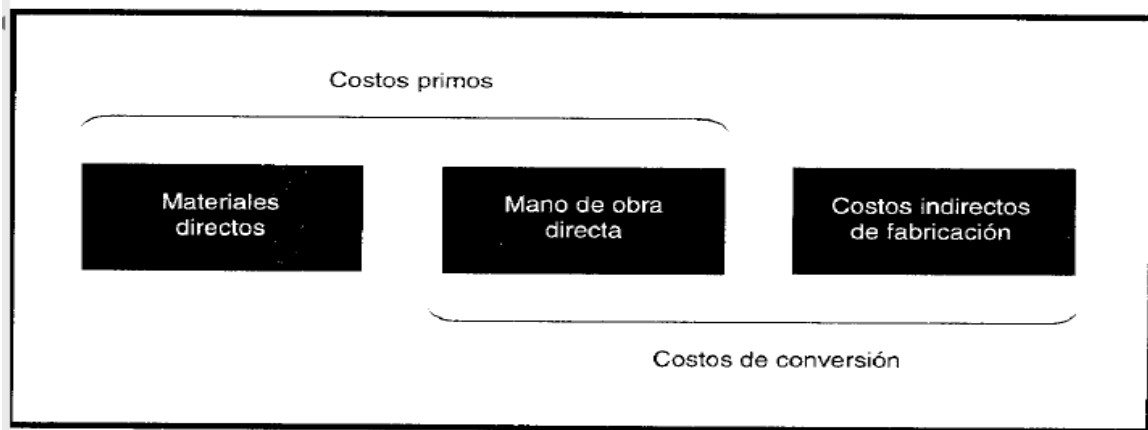 Costos primos
Materiales
directos
Mano de obra
directa
Costos indirectos
de fabricación
Costos de conversión